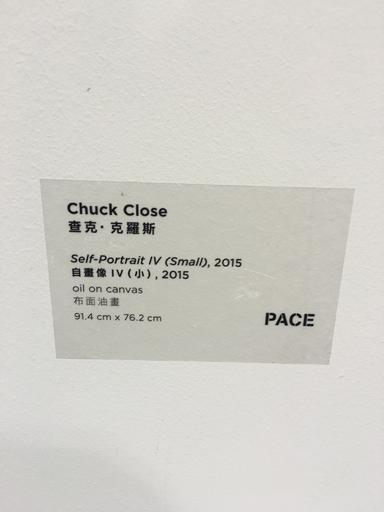 Chuck Close
查克·克羅斯
Self-Portrait IV (Small), 2015
自畫像 IV (小) , 2015
oil on canvas
布面油畫
91.4 cm x 76.2 cm
PACE